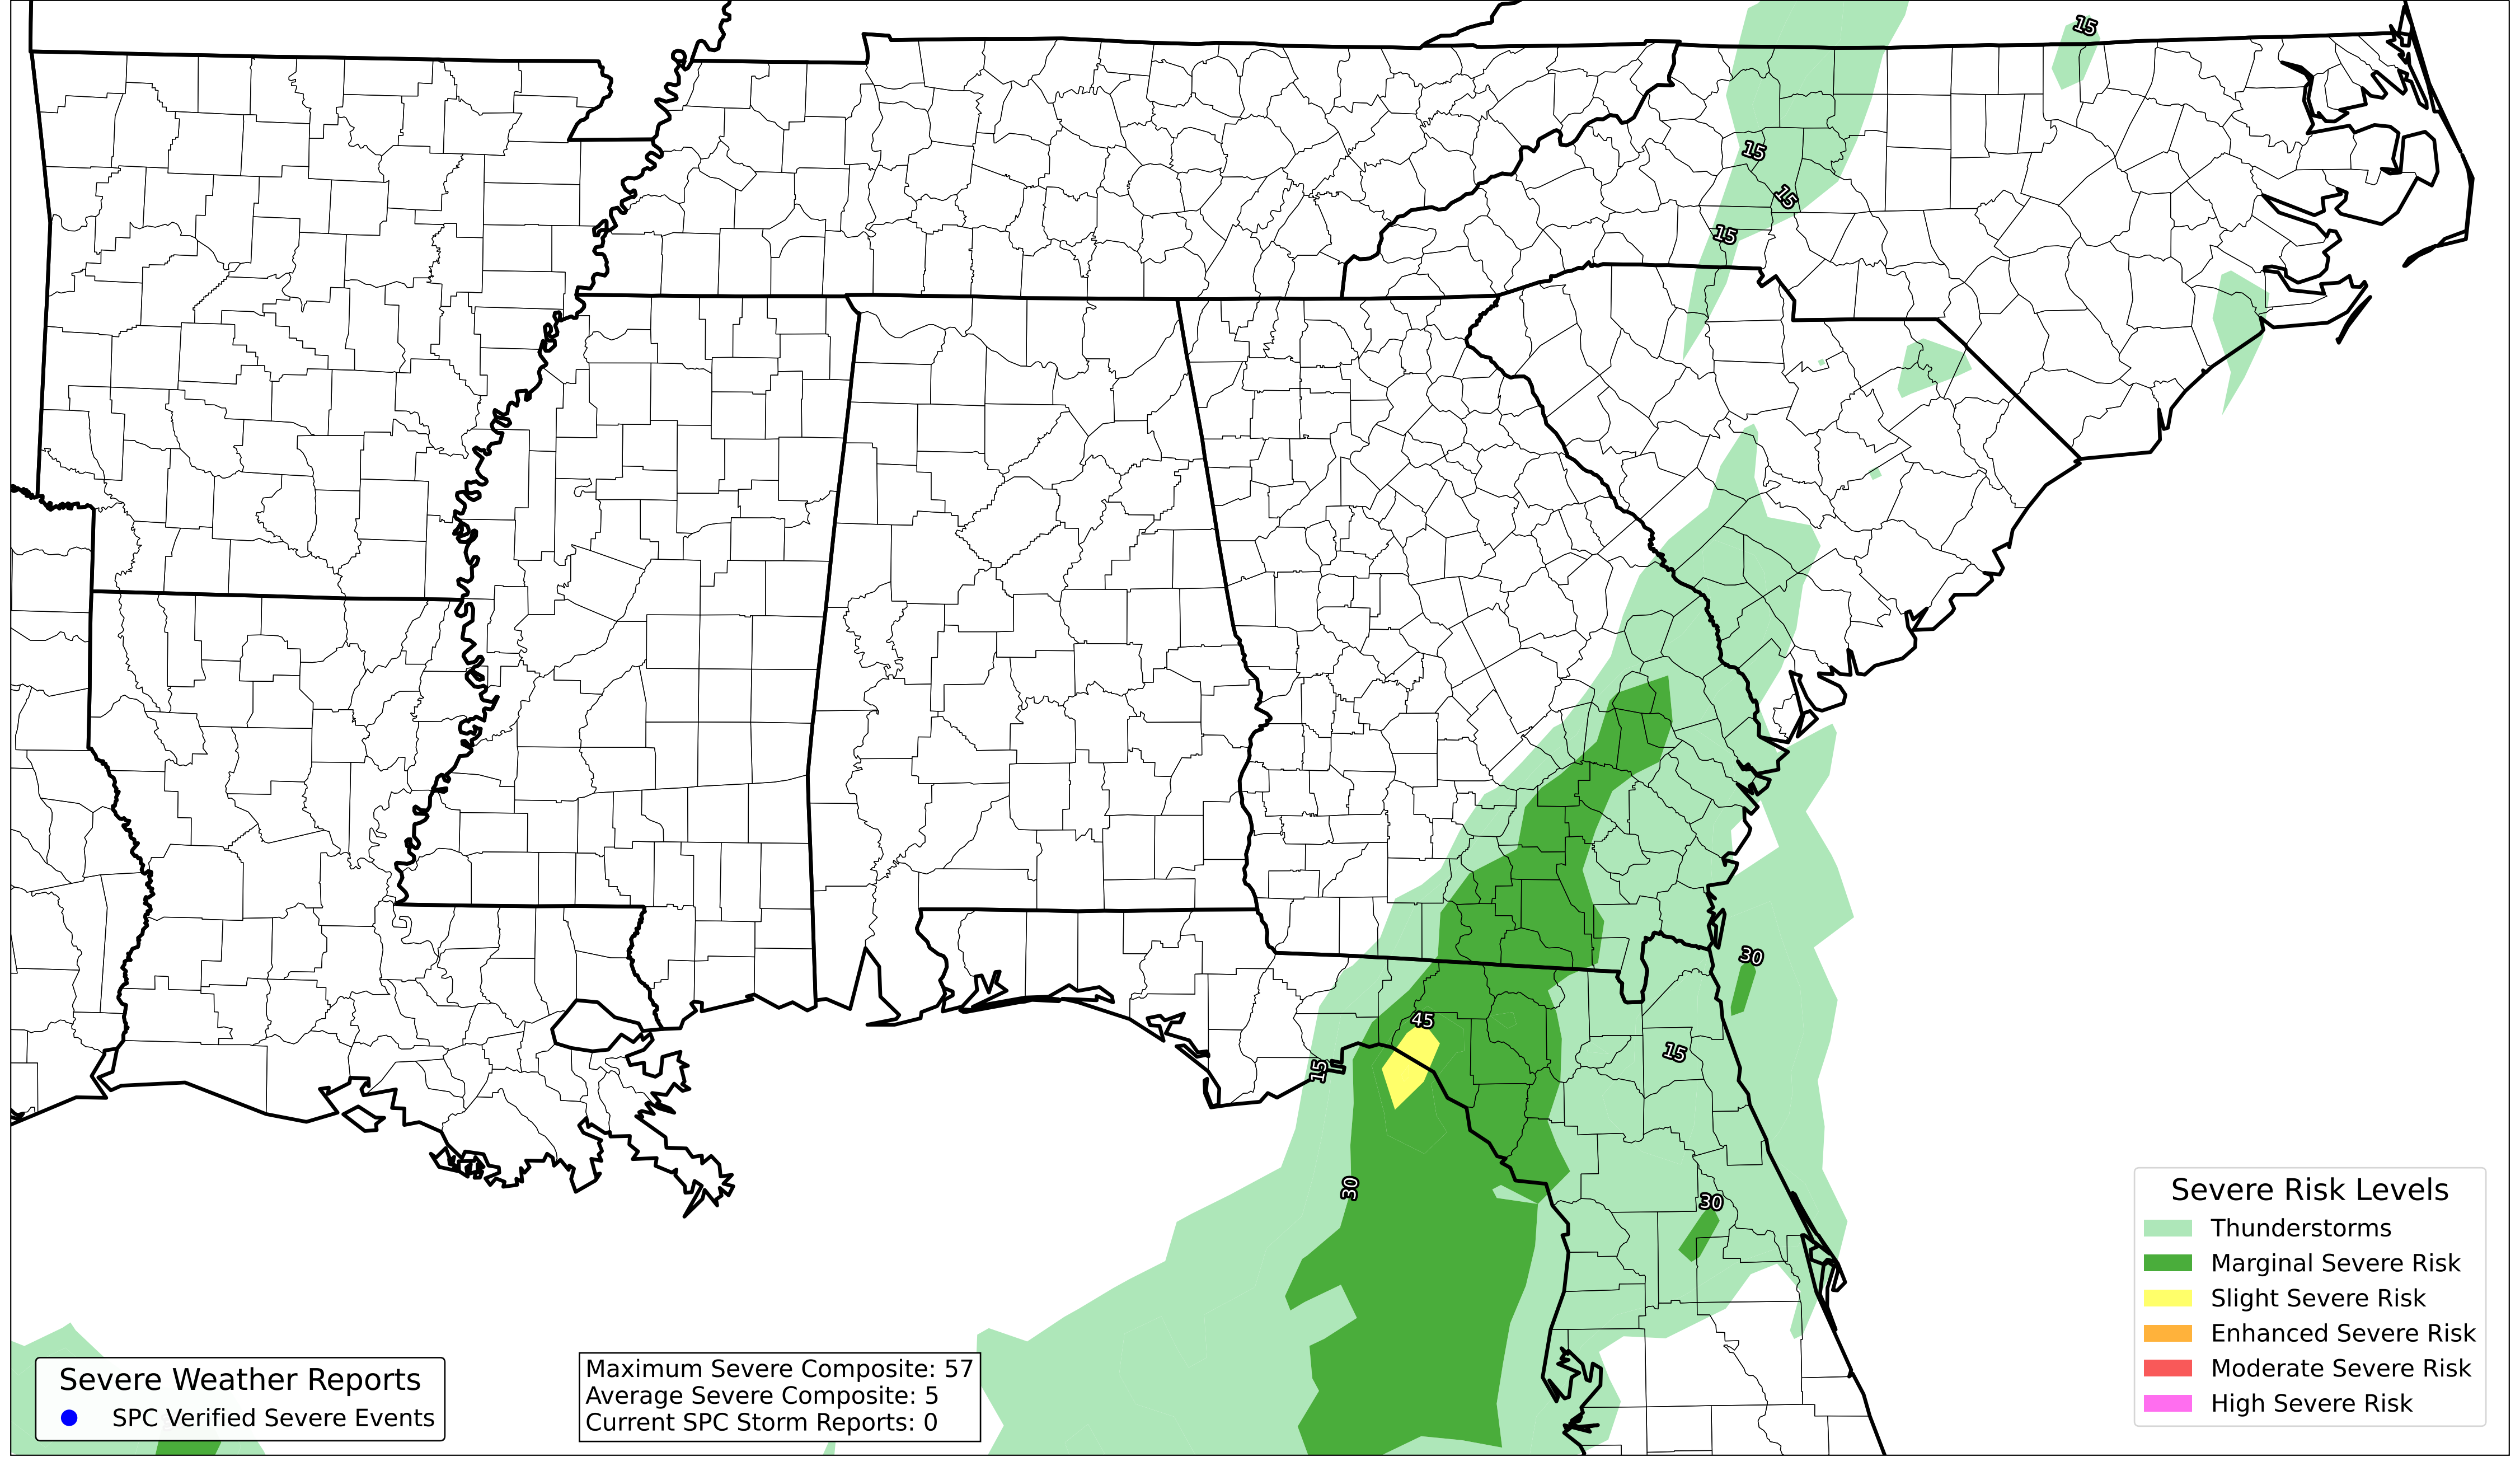 15
15
15
15
30
45
15
15
30
30
Severe Weather Reports
SPC Verified Severe Events
Maximum Severe Composite: 57
Average Severe Composite: 5
Current SPC Storm Reports: 0
Severe Risk Levels
Thunderstorms
Marginal Severe Risk
Slight Severe Risk
Enhanced Severe Risk
Moderate Severe Risk
High Severe Risk